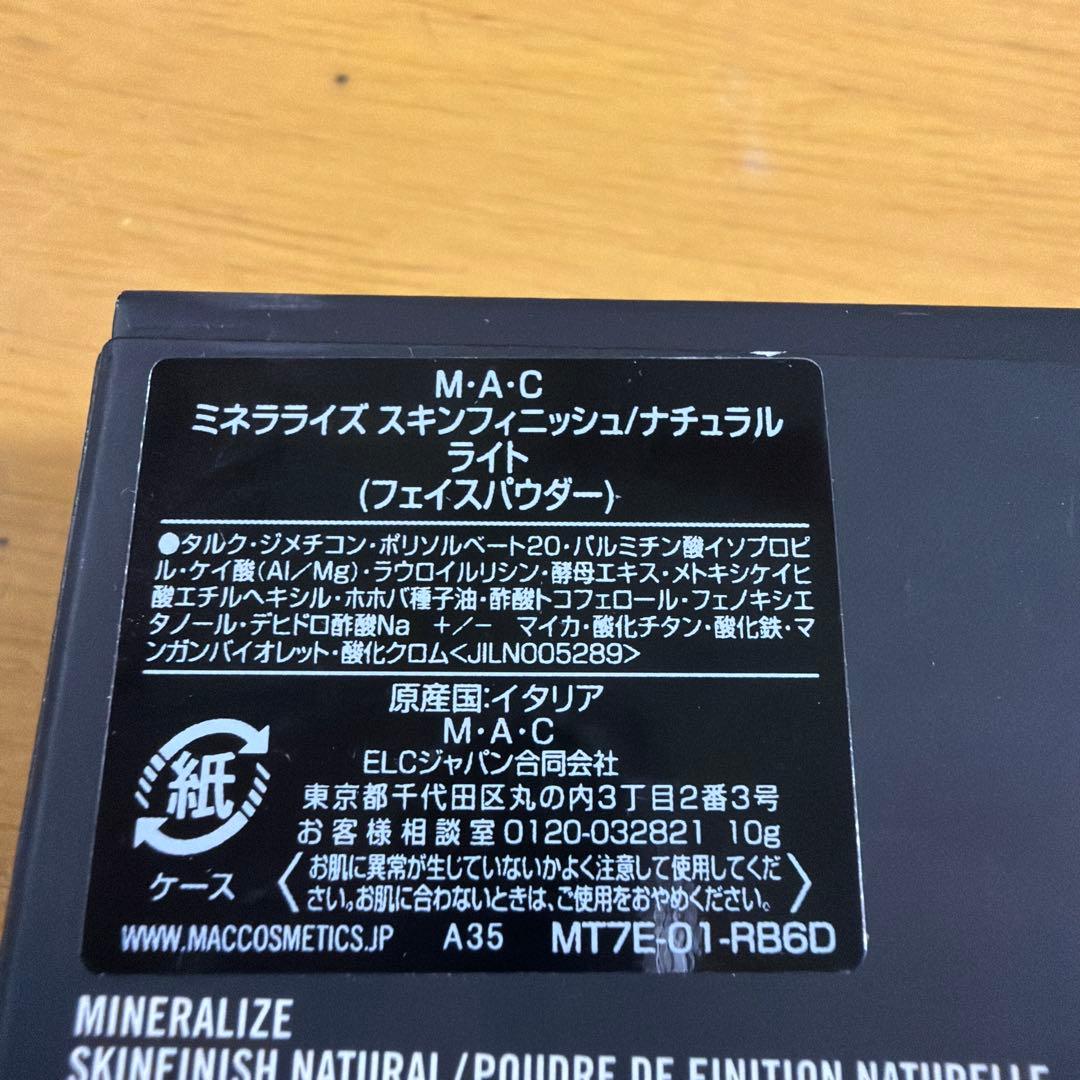 M・A・C
ミネラライズ スキンフィニッシュ/ナチュラル
ライト
(フェイスパウダー)
●タルク・ジメチコン・ポリソルベート20・パルミチン酸イソプロピ
ル・ケイ酸(Al/Mg)・ラウロイルリシン・酵母エキス・メトキシケイヒ
酸エチルヘキシル・ホホバ種子油・酢酸トコフェロール・フェノキシエ
タノール・デヒドロ酢酸Na +/- マイカ・酸化チタン・酸化鉄・マ
ンガンバイオレット・酸化クロム<JILN005289>
原産国:イタリア
M・A・C
ELCジャパン合同会社
東京都千代田区丸の内3丁目2番3号
お客様相談室0120-032821 10g
紙
ケース
〈お肌に異常が生じていないかよく注意して使用してくだ
さい。お肌に合わないときは、ご使用をおやめください。〉
WWW.MACCOSMETICS.JP A35 MT7E-01-RB6D
MINERALIZE
SKINFINISH NATURAL/POUDRE DE FINITION NATURELLE